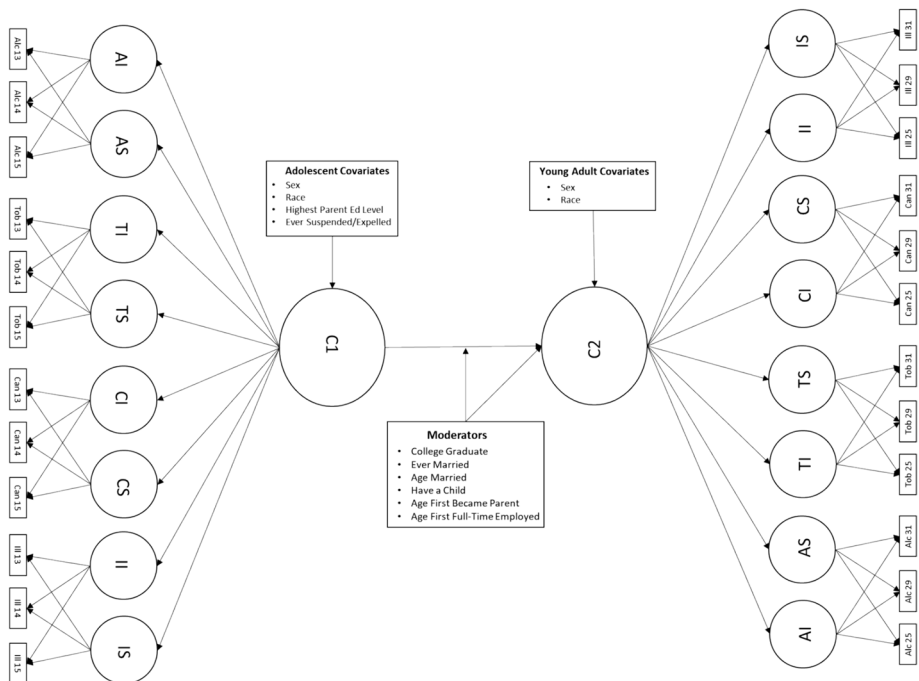 Alc 13
Alc 14
Alc 15
Tob 13
Tob 14
Tob 15
Can 13
Can 14
Can 15
Ill 13
Ill 14
Ill 15
AI
AS
TI
TS
CI
CS
II
IS
Adolescent Covariates
• Sex
• Race
• Highest Parent Ed Level
• Ever Suspended/Expelled
C1
Moderators
• College Graduate
• Ever Married
• Age Married
• Have a Child
• Age First Became Parent
• Age First Full-Time Employed
Young Adult Covariates
• Sex
• Race
C2
IS
II
CS
CI
TS
TI
AS
AI
Ill 31
Ill 29
Ill 25
Can 31
Can 29
Can 25
Tob 31
Tob 29
Tob 25
Alc 31
Alc 29
Alc 25